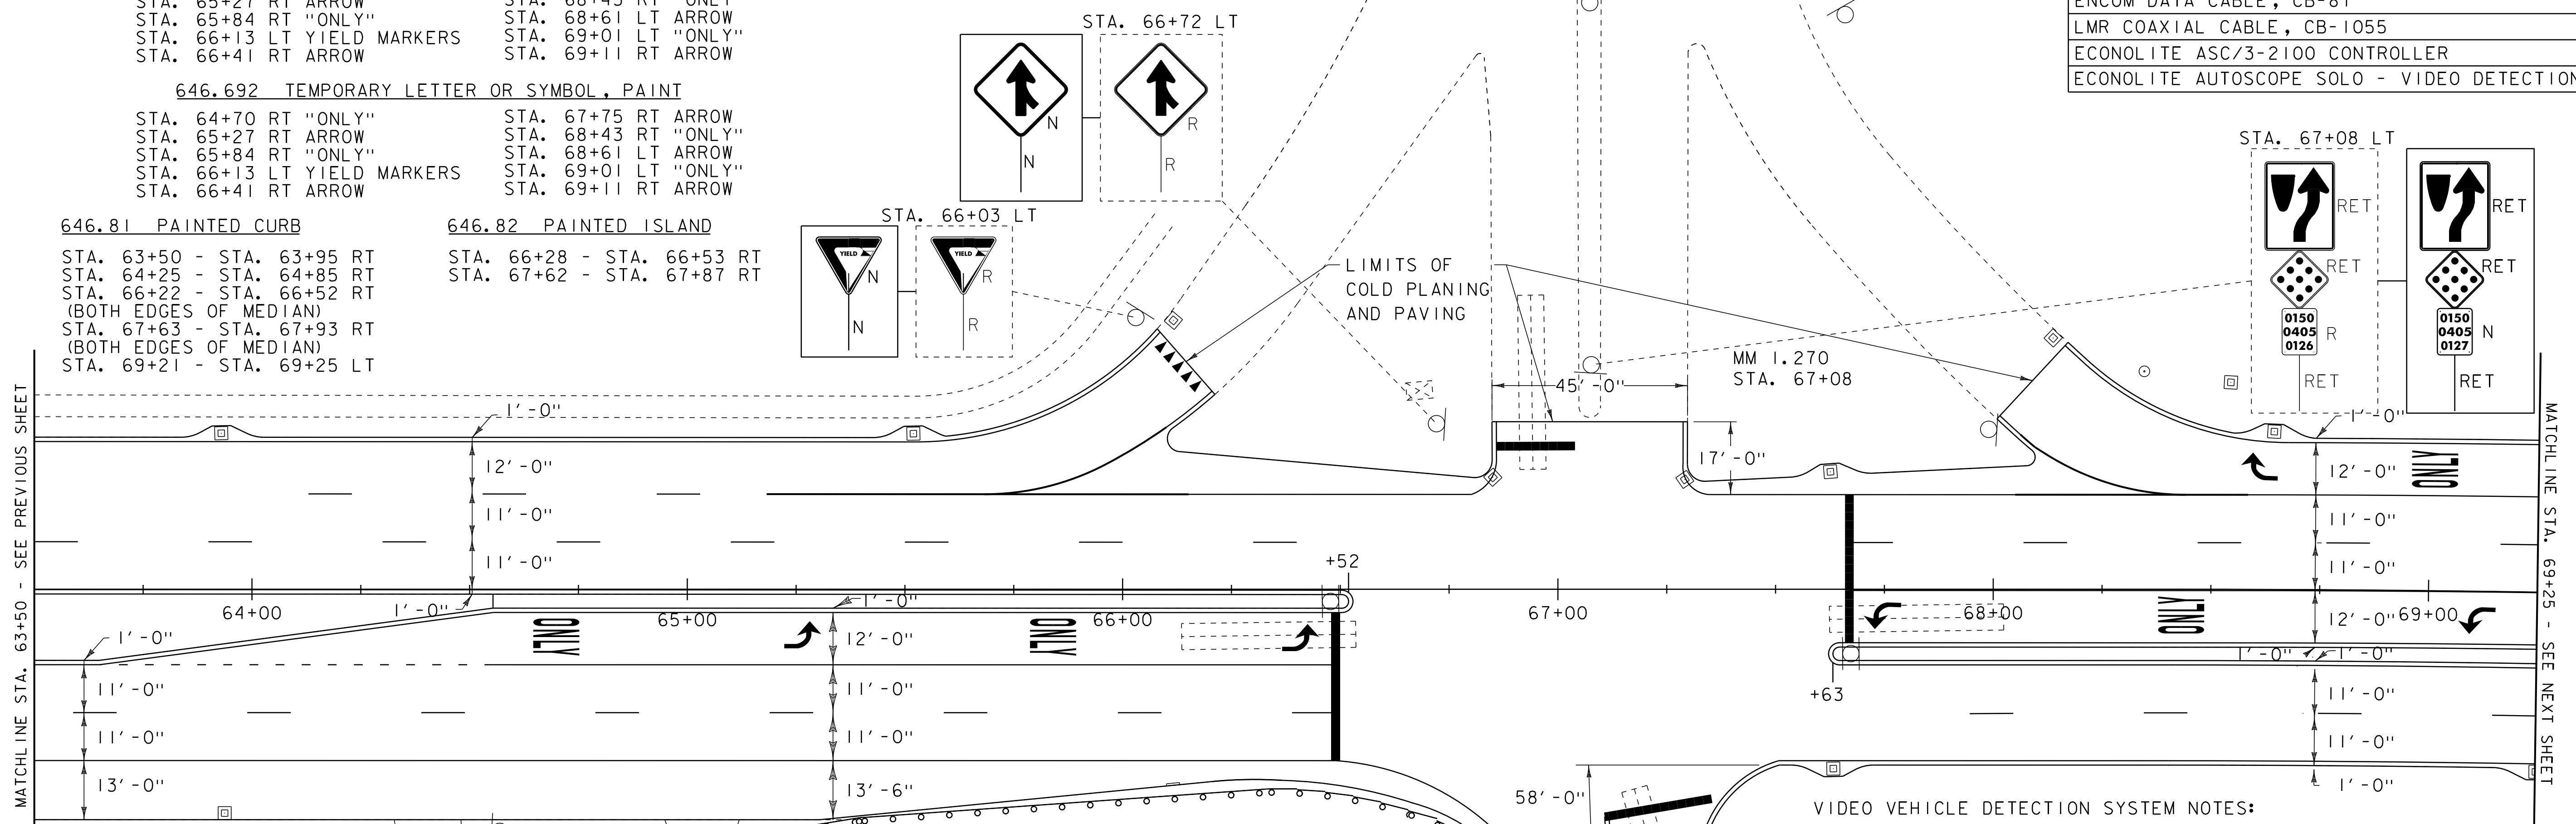 STA. 65+27 RT ARROW
STA. 65+84 RT "ONLY"
STA. 66+13 LT YIELD MARKERS
STA. 66+41 RT ARROW
STA. 68+43 RT "ONLY"
STA. 68+61 LT ARROW
STA. 69+01 LT "ONLY"
STA. 69+11 RT ARROW
646.692 TEMPORARY LETTER OR SYMBOL, PAINT
STA. 64+70 RT "ONLY"
STA. 65+27 RT ARROW
STA. 65+84 RT "ONLY"
STA. 66+13 LT YIELD MARKERS
STA. 66+41 RT ARROW
STA. 67+75 RT ARROW
STA. 68+43 RT "ONLY"
STA. 68+61 LT ARROW
STA. 69+01 LT "ONLY"
STA. 69+11 RT ARROW
646.81 PAINTED CURB
STA. 63+50 - STA. 63+95 RT
STA. 64+25 - STA. 64+85 RT
STA. 66+22 - STA. 66+52 RT
(BOTH EDGES OF MEDIAN)
STA. 67+63 - STA. 67+93 RT
(BOTH EDGES OF MEDIAN)
STA. 69+21 - STA. 69+25 LT
646.82 PAINTED ISLAND
STA. 66+28 - STA. 66+53 RT
STA. 67+62 - STA. 67+87 RT
STA. 66+72 LT
N
R
N
R
STA. 66+03 LT
YIELD
N
YIELD
R
N
R
ENCOM DATA CABLE, CB-81
LMR COAXIAL CABLE, CB-1055
ECONOLITE ASC/3-2100 CONTROLLER
ECONOLITE AUTOSCOPE SOLO - VIDEO DETECTION
STA. 67+08 LT
RET
RET
RET
RET
0150
0405
0126
R
0150
0405
0127
N
RET
RET
LIMITS OF
COLD PLANING
AND PAVING
MM 1.270
STA. 67+08
45'-0"
17'-0"
MATCHLINE STA. 63+50 - SEE PREVIOUS SHEET
MATCHLINE STA. 69+25 - SEE NEXT SHEET
1'-0"
12'-0"
11'-0"
11'-0"
1'-0"
12'-0"
ONLY
11'-0"
11'-0"
+52
64+00
65+00
66+00
67+00
68+00
69+00
1'-0"
1'-0"
1'-0"
ONLY
12'-0"
ONLY
ONLY
12'-0"
1'-0"
1'-0"
11'-0"
11'-0"
13'-0"
11'-0"
11'-0"
13'-6"
+63
11'-0"
11'-0"
1'-0"
58'-0"
VIDEO VEHICLE DETECTION SYSTEM NOTES: